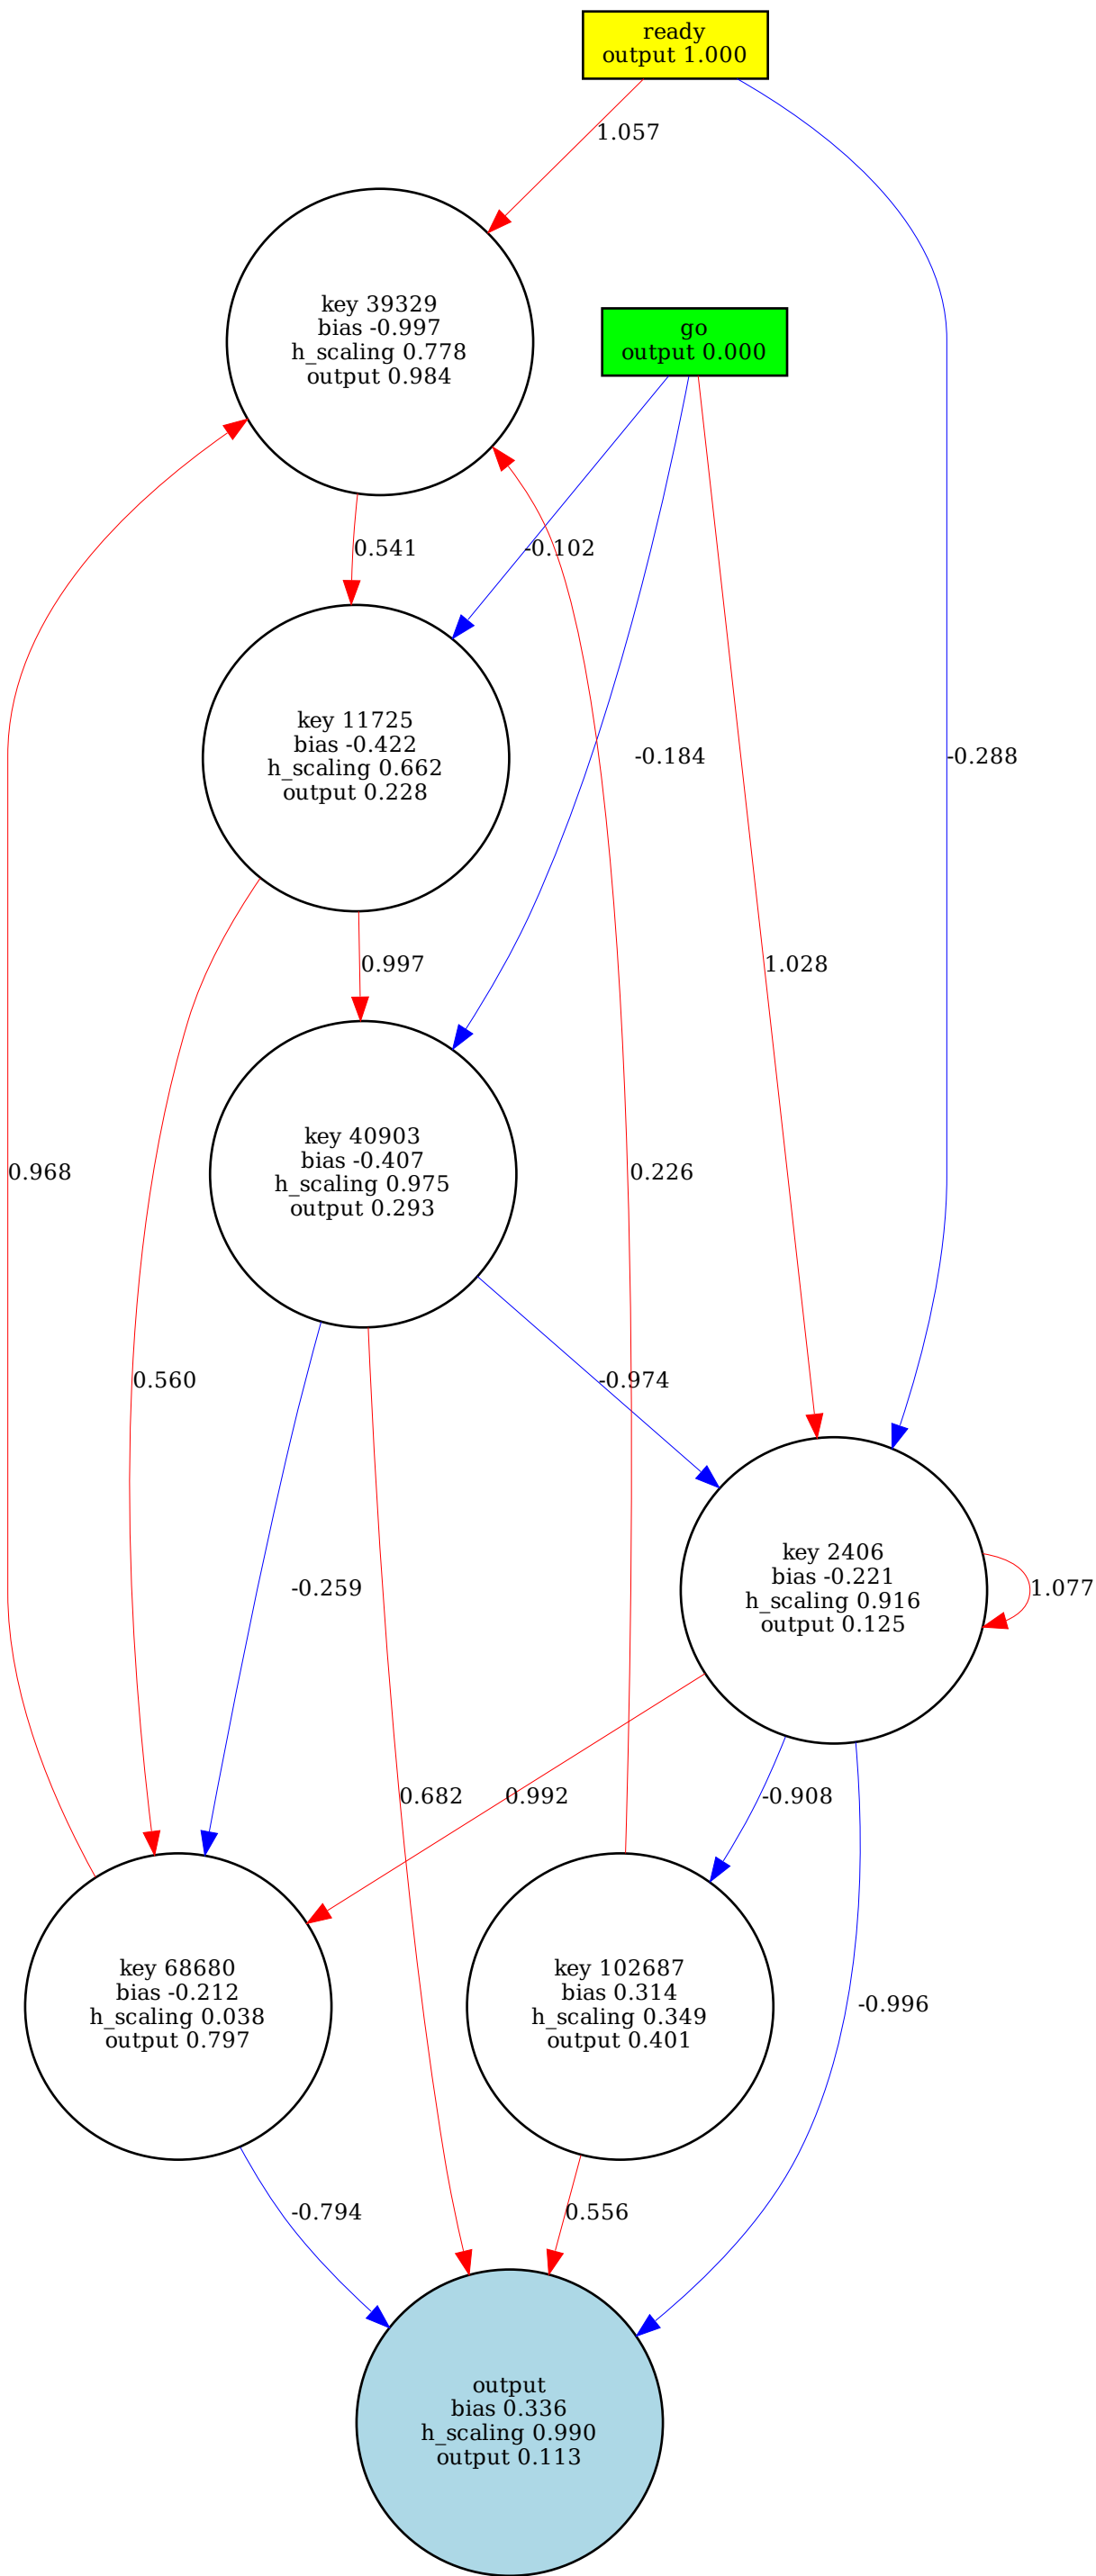 ready
output 1.000
1.057
key 39329
bias -0.997
h_scaling 0.778
output 0.984
go
output 0.000
0.541
-0.102
key 11725
bias -0.422
h_scaling 0.662
output 0.228
-0.184
-0.288
0.997
1.028
key 40903
bias -0.407
h_scaling 0.975
output 0.293
0.968
0.226
0.560
-0.974
key 2406
bias -0.221
h_scaling 0.916
output 0.125
-0.259
1.077
0.682
0.992
-0.908
key 68680
bias -0.212
h_scaling 0.038
output 0.797
key 102687
bias 0.314
h_scaling 0.349
output 0.401
-0.996
-0.794
0.556
output
bias 0.336
h_scaling 0.990
output 0.113